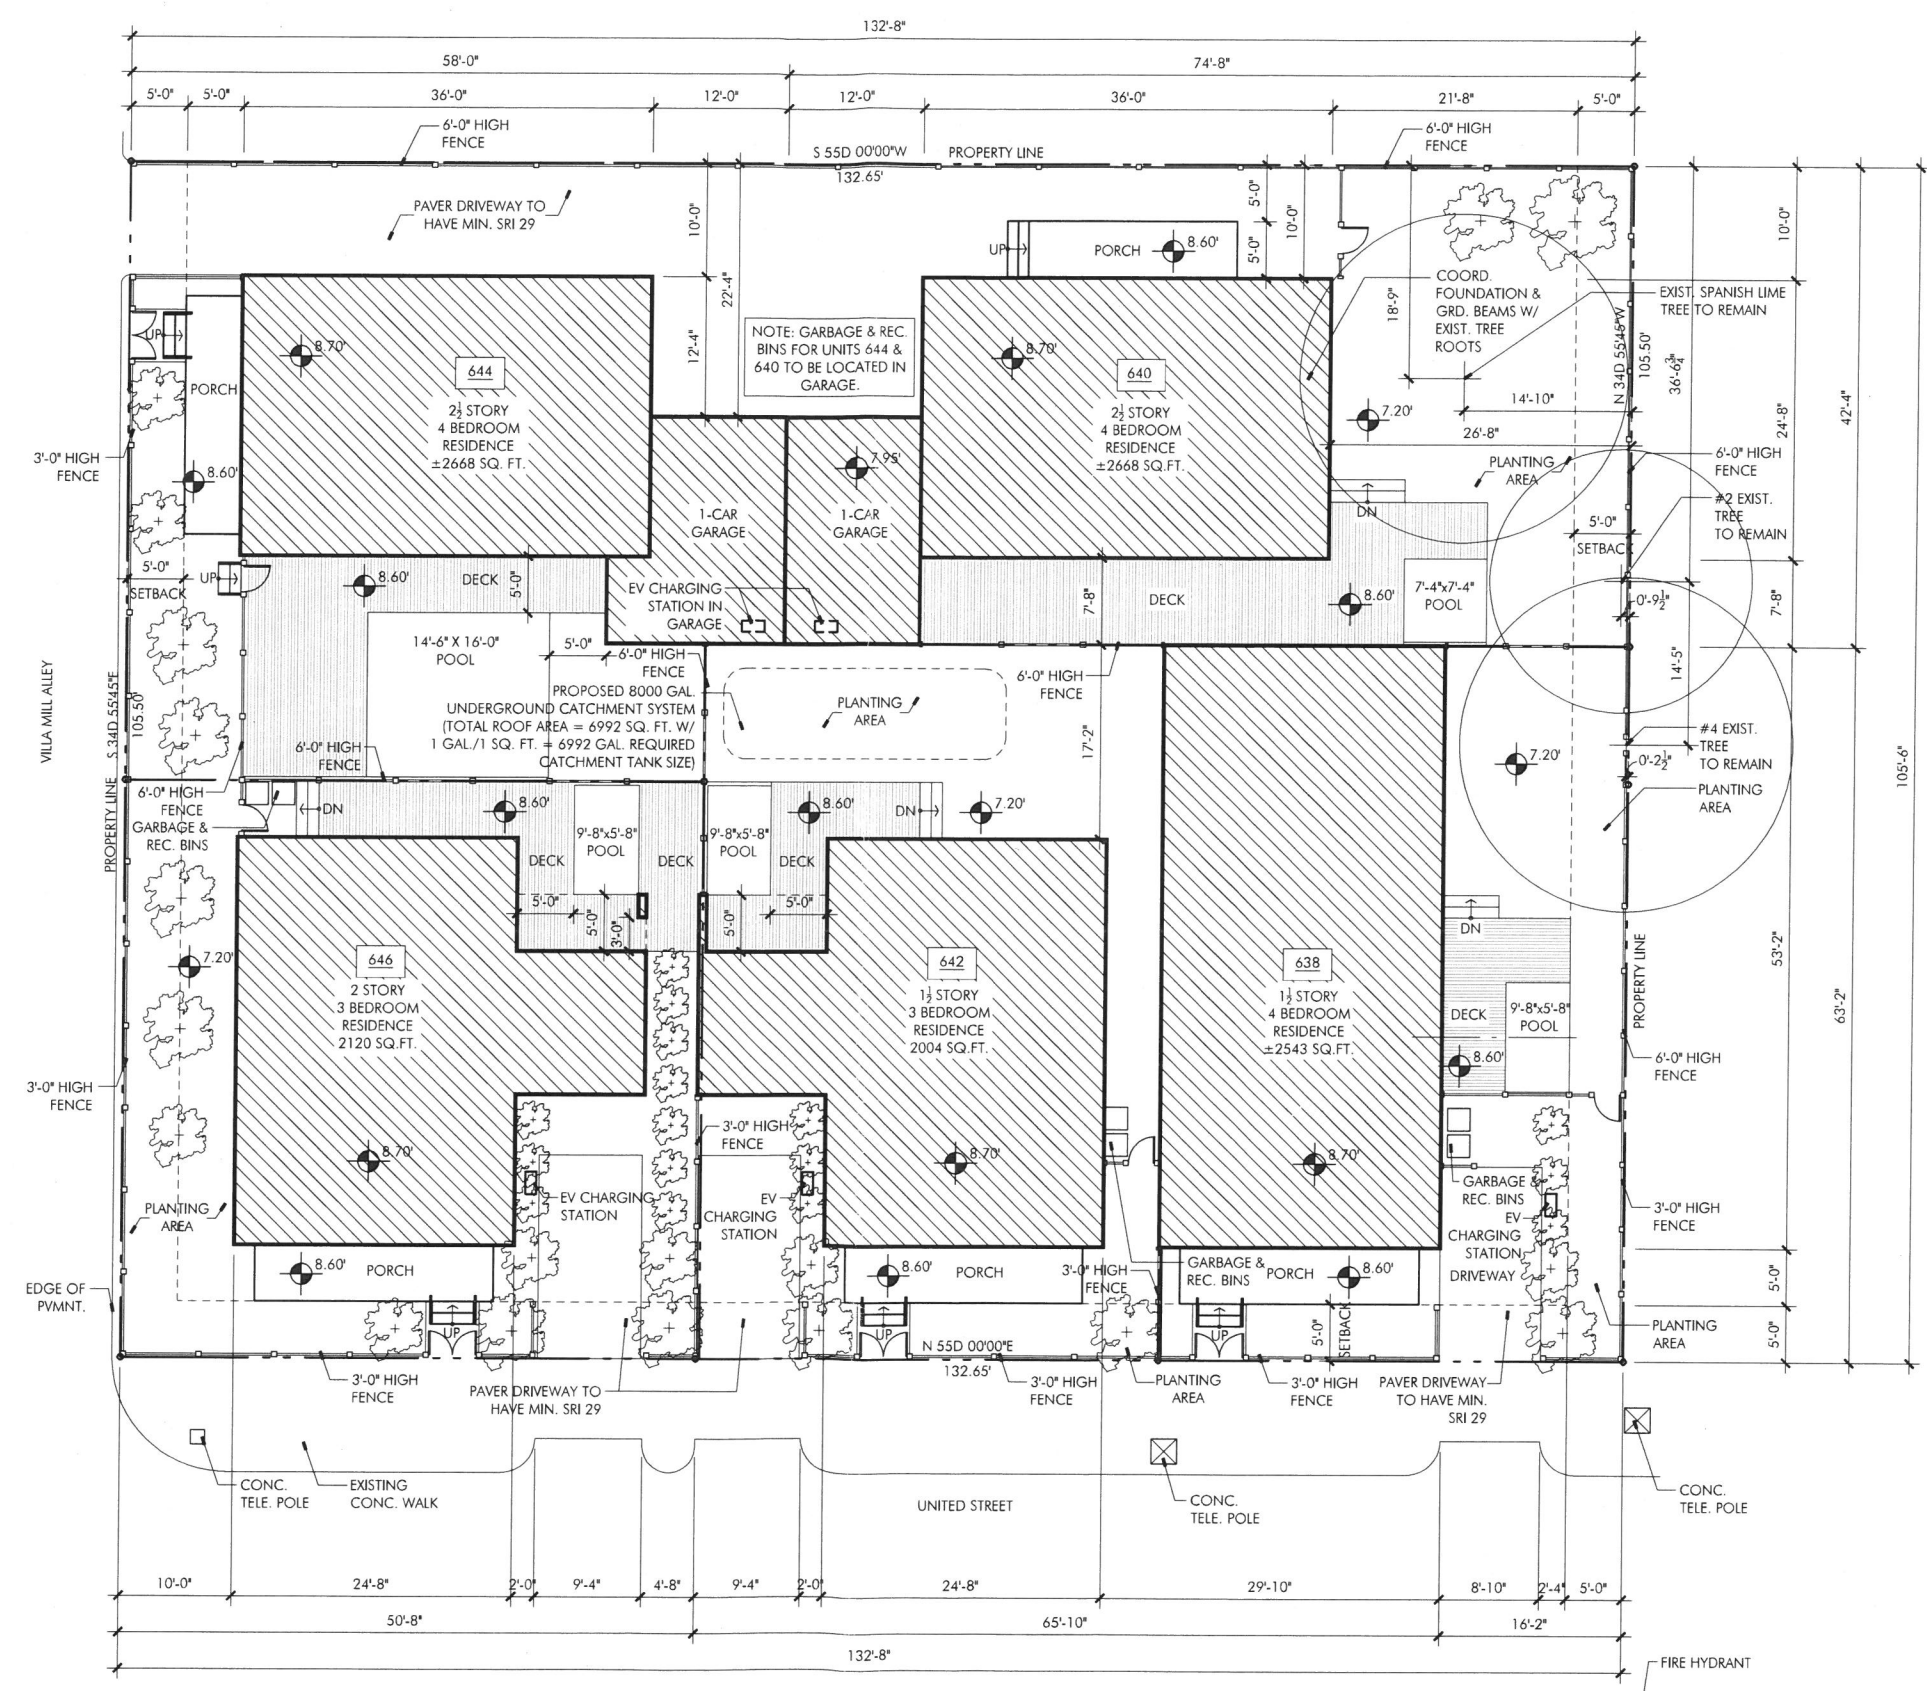 132'-8"
58'-0"
74'-8"
5'-0"
5'-0"
36'-0"
12'-0"
12'-0"
36'-0"
21'-8"
5'-0"
6'-0" HIGH
FENCE
S 55D 00'00"W
PROPERTY LINE
132.65'
6'-0" HIGH
FENCE
PAVER DRIVEWAY TO
HAVE MIN. SRI 29
10'-0"
22'-4"
12'-4"
UP
PORCH
8.60'
5'-0"
5'-0"
10'-0"
18'-9"
COORD.
FOUNDATION &
GRD. BEAMS W/
EXIST. TREE
ROOTS
EXIST. SPANISH LIME
TREE TO REMAIN
N 34D 55'45"W
105.50'
36'-6¾"
10'-0"
24'-8"
42'-4"
7'-8"
105'-6"
NOTE: GARBAGE & REC.
BINS FOR UNITS 644 &
640 TO BE LOCATED IN
GARAGE.
UP
PORCH
8.60'
3'-0" HIGH
FENCE
8.70'
644
2½ STORY
4 BEDROOM
RESIDENCE
±2668 SQ. FT.
8.70'
640
2½ STORY
4 BEDROOM
RESIDENCE
±2668 SQ.FT.
7.20'
14'-10"
26'-8"
PLANTING
AREA
6'-0" HIGH
FENCE
#2 EXIST.
TREE
TO REMAIN
5'-0"
SETBACK
7.95'
1-CAR
GARAGE
1-CAR
GARAGE
EV CHARGING
STATION IN
GARAGE
DN
5'-0"
SETBACK
UP
8.60'
DECK
5'-0"
14'-6" X 16'-0"
POOL
5'-0"
7'-8"
DECK
8.60'
7'-4"x7'-4"
POOL
0'-9½"
14'-5"
6'-0" HIGH
FENCE
6'-0" HIGH
FENCE
PROPOSED 8000 GAL.
UNDERGROUND CATCHMENT SYSTEM
(TOTAL ROOF AREA = 6992 SQ. FT. W/
1 GAL./1 SQ. FT. = 6992 GAL. REQUIRED
CATCHMENT TANK SIZE)
PLANTING
AREA
17'-2"
VILLA MILL ALLEY
PROPERTY LINE
S 34D 55'45"E
105.50'
6'-0" HIGH
FENCE
6'-0" HIGH
FENCE
GARBAGE &
REC. BINS
7.20'
#4 EXIST.
TREE
TO REMAIN
0'-2½"
PLANTING
AREA
DN
8.60'
9'-8"x5'-8"
POOL
DECK
DECK
9'-8"x5'-8"
POOL
8.60'
DECK
DN
7.20'
5'-0"
5'-0"
3'-0"
5'-0"
5'-0"
7.20'
646
2 STORY
3 BEDROOM
RESIDENCE
2120 SQ.FT.
642
1½ STORY
3 BEDROOM
RESIDENCE
2004 SQ.FT.
638
1½ STORY
4 BEDROOM
RESIDENCE
±2543 SQ.FT.
DN
DECK
9'-8"x5'-8"
POOL
8.60'
PROPERTY LINE
53'-2"
63'-2"
6'-0" HIGH
FENCE
3'-0" HIGH
FENCE
3'-0" HIGH
FENCE
8.70'
8.70'
8.70'
PLANTING
AREA
EV CHARGING
STATION
EV
CHARGING
STATION
GARBAGE &
REC. BINS
EV
CHARGING
STATION
DRIVEWAY
3'-0" HIGH
FENCE
EDGE OF
PVMNT.
8.60'
PORCH
8.60'
PORCH
3'-0" HIGH
FENCE
GARBAGE &
REC. BINS
PORCH
8.60'
5'-0"
5'-0"
UP
UP
UP
5'-0"
SETBACK
PLANTING
AREA
N 55D 00'00"E
132.65'
3'-0" HIGH
FENCE
PAVER DRIVEWAY TO
HAVE MIN. SRI 29
3'-0" HIGH
FENCE
PLANTING
AREA
3'-0" HIGH
FENCE
PAVER DRIVEWAY
TO HAVE MIN.
SRI 29
CONC.
TELE. POLE
EXISTING
CONC. WALK
UNITED STREET
CONC.
TELE. POLE
CONC.
TELE. POLE
10'-0"
24'-8"
2'-0"
9'-4"
4'-8"
9'-4"
2'-0"
24'-8"
29'-10"
8'-10"
2'-4"
5'-0"
50'-8"
65'-10"
16'-2"
132'-8"
FIRE HYDRANT